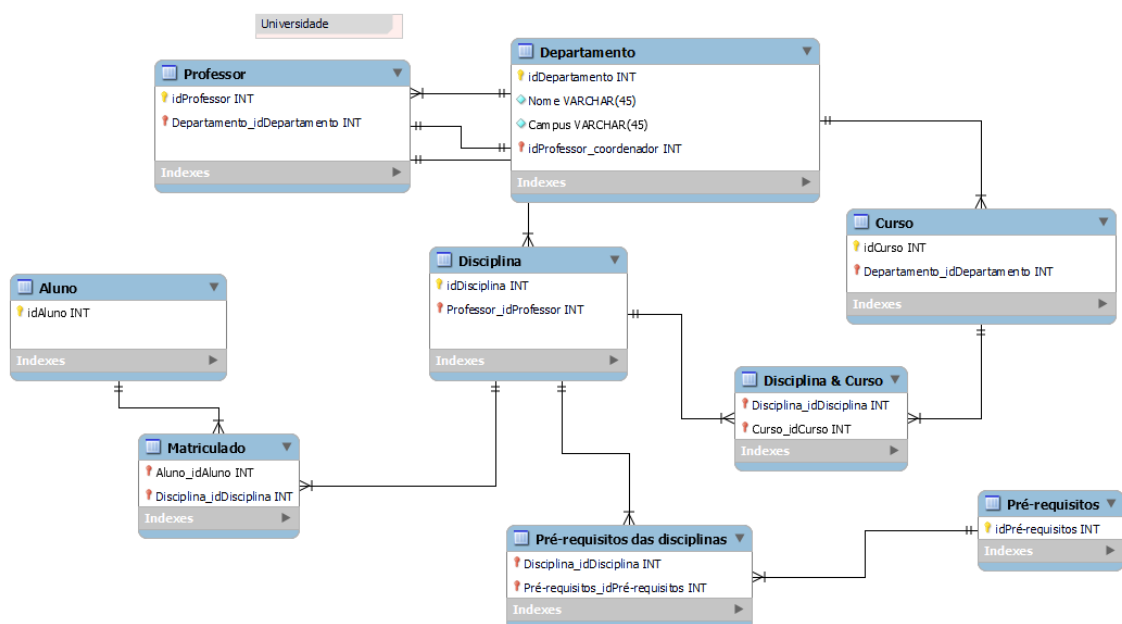 Universidade
Professor
idProfessor INT
Departamento_idDepartamento INT
Indexes
Departamento
idDepartamento INT
Nome VARCHAR(45)
Campus VARCHAR(45)
idProfessor_coordenador INT
Indexes
Curso
idCurso INT
Departamento_idDepartamento INT
Indexes
Disciplina
idDisciplina INT
Professor_idProfessor INT
Indexes
Aluno
idAluno INT
Indexes
Disciplina & Curso
Disciplina_idDisciplina INT
Curso_idCurso INT
Indexes
Matriculado
Aluno_idAluno INT
Disciplina_idDisciplina INT
Indexes
Pré-requisitos das disciplinas
Disciplina_idDisciplina INT
Pré-requisitos_idPré-requisitos INT
Indexes
Pré-requisitos
idPré-requisitos INT
Indexes